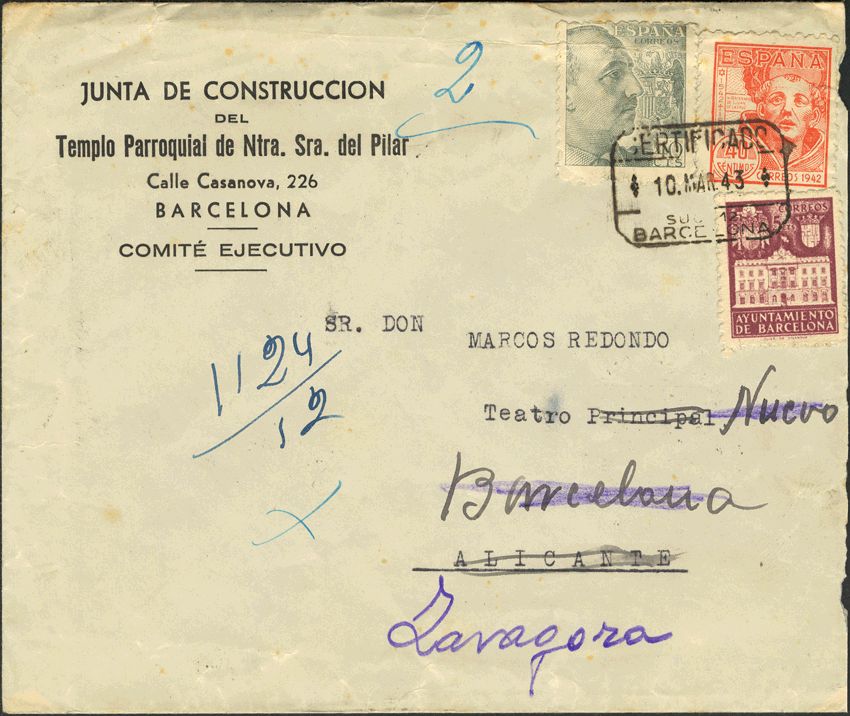 JUNTA DE CONSTRUCCION
DEL
Templo Parroquial de Ntra. Sra. del Pilar
Calle Casanova, 226
BARCELONA
COMITÉ EJECUTIVO
2
ESPAÑA
CORREOS
ESPAÑA
40
CENTIMOS
CORREOS 1942
CERTIFICADO
10.MAR.43
BARCELONA
CORREOS
AYUNTAMIENTO
DE BARCELONA
SR. DON MARCOS REDONDO
Teatro Principal Nuevo
Barcelona
ALICANTE
Zaragoza
1124
12